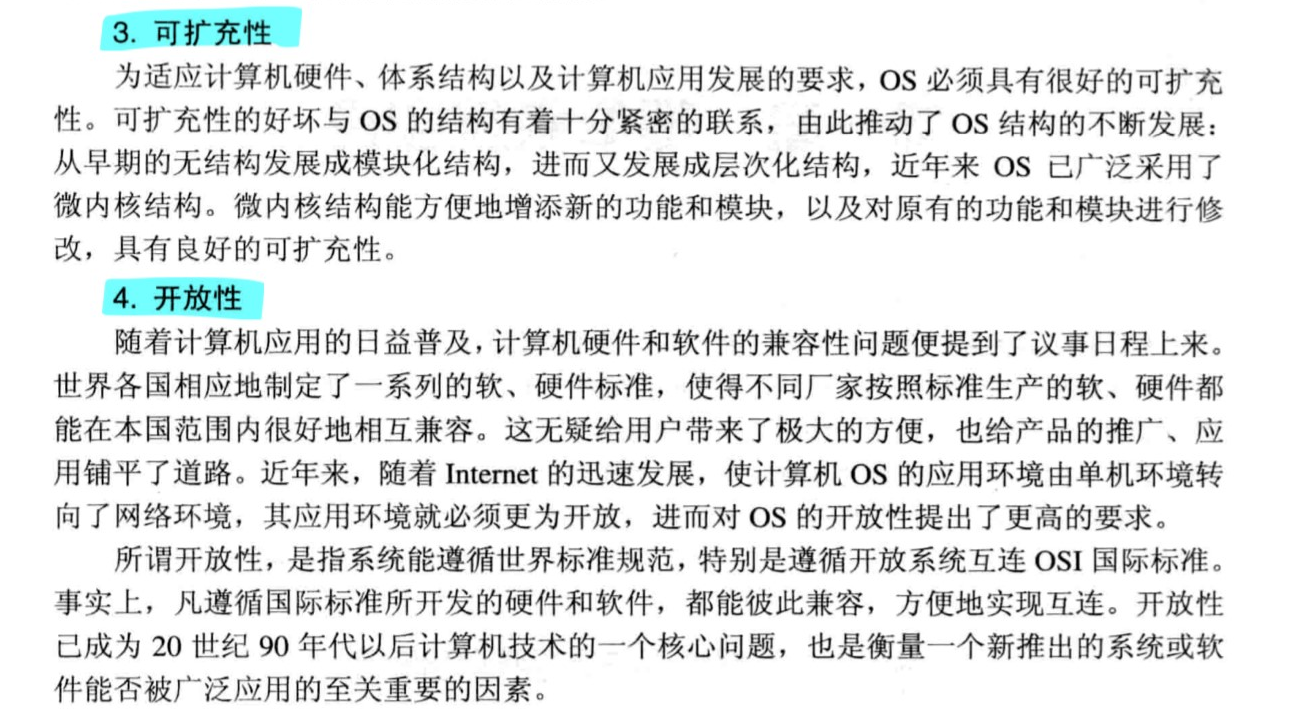 3. 可扩充性
为适应计算机硬件、体系结构以及计算机应用发展的要求，OS 必须具有很好的可扩充
性。可扩充性的好坏与 OS 的结构有着十分紧密的联系，由此推动了 OS 结构的不断发展：
从早期的无结构发展成模块化结构，进而又发展成层次化结构，近年来 OS 已广泛采用了
微内核结构。微内核结构能方便地增添新的功能和模块，以及对原有的功能和模块进行修
改，具有良好的可扩充性。
4. 开放性
随着计算机应用的日益普及，计算机硬件和软件的兼容性问题便提到了议事日程上来。
世界各国相应地制定了一系列的软、硬件标准，使得不同厂家按照标准生产的软、硬件都
能在本国范围内很好地相互兼容。这无疑给用户带来了极大的方便，也给产品的推广、应
用铺平了道路。近年来，随着 Internet 的迅速发展，使计算机 OS 的应用环境由单机环境转
向了网络环境，其应用环境就必须更为开放，进而对 OS 的开放性提出了更高的要求。
所谓开放性，是指系统能遵循世界标准规范，特别是遵循开放系统互连 OSI 国际标准。
事实上，凡遵循国际标准所开发的硬件和软件，都能彼此兼容，方便地实现互连。开放性
已成为 20 世纪 90 年代以后计算机技术的一个核心问题，也是衡量一个新推出的系统或软
件能否被广泛应用的至关重要的因素。